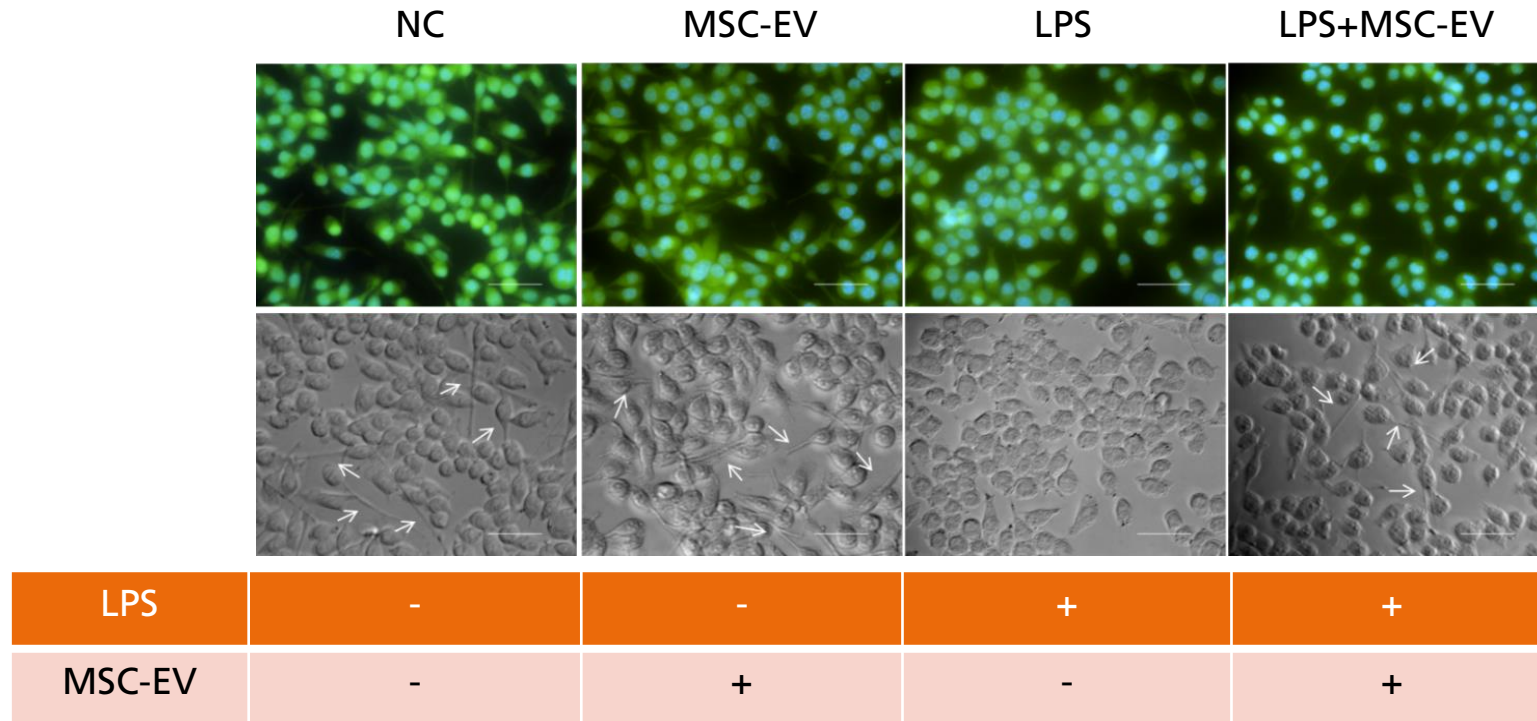 NC MSC-EV LPS LPS+MSC-EV
LPS - - + +
MSC-EV - + - +